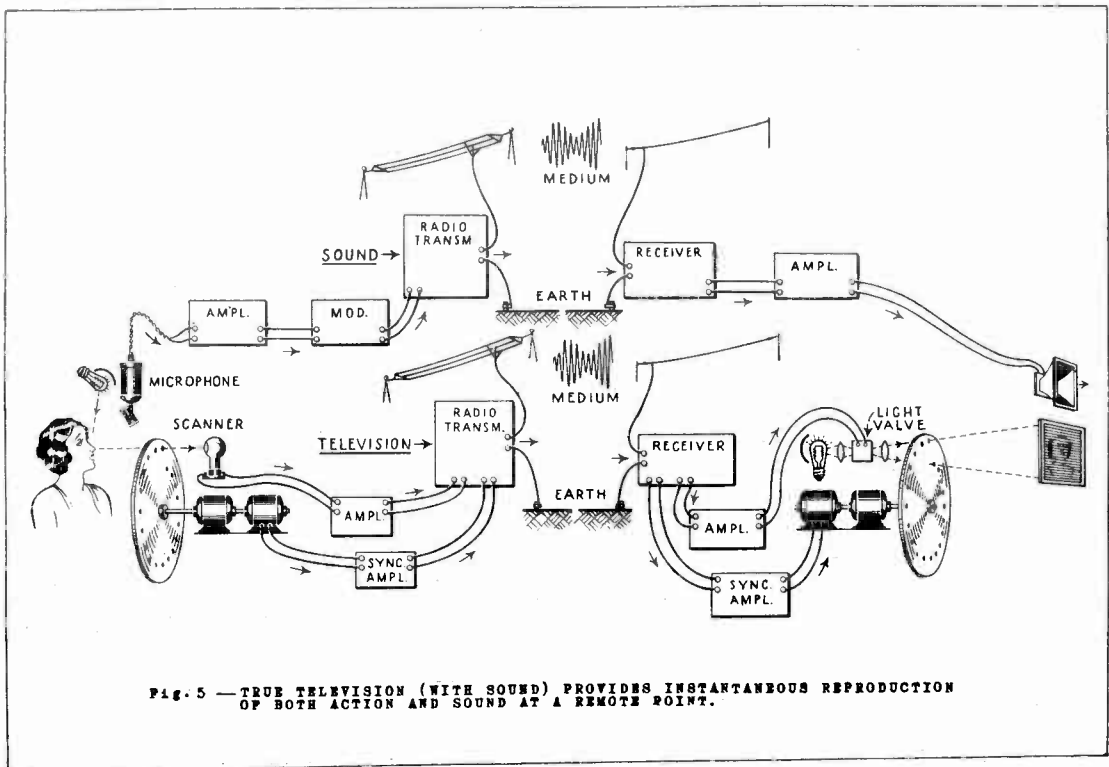 MEDIUM
RADIO
TRANSM.
SOUND
RECEIVER
AMPL.
EARTH
AMPL.
MOD.
MICROPHONE
MEDIUM
SCANNER
RADIO
TRANSM.
TELEVISION
RECEIVER
LIGHT
VALVE
EARTH
AMPL.
AMPL.
SYNC.
AMPL.
SYNC.
AMPL.
Fig. 5 — TRUE TELEVISION (WITH SOUND) PROVIDES INSTANTANEOUS REPRODUCTION
OF BOTH ACTION AND SOUND AT A REMOTE POINT.